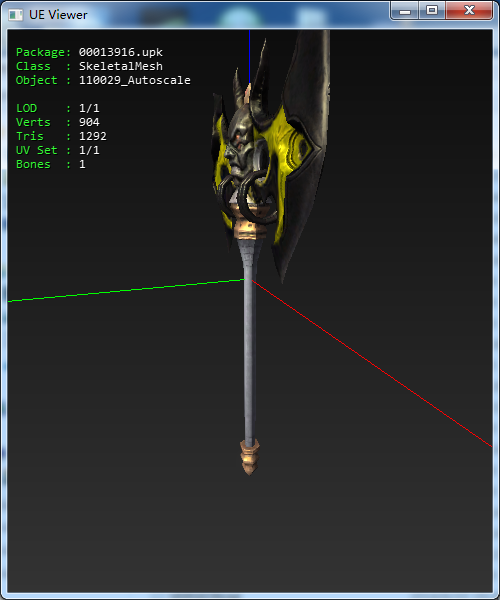 UE Viewer
Package: 00013916.upk
Class : SkeletalMesh
Object : 110029_Autoscale
LOD : 1/1
Verts : 904
Tris : 1292
UV Set : 1/1
Bones : 1